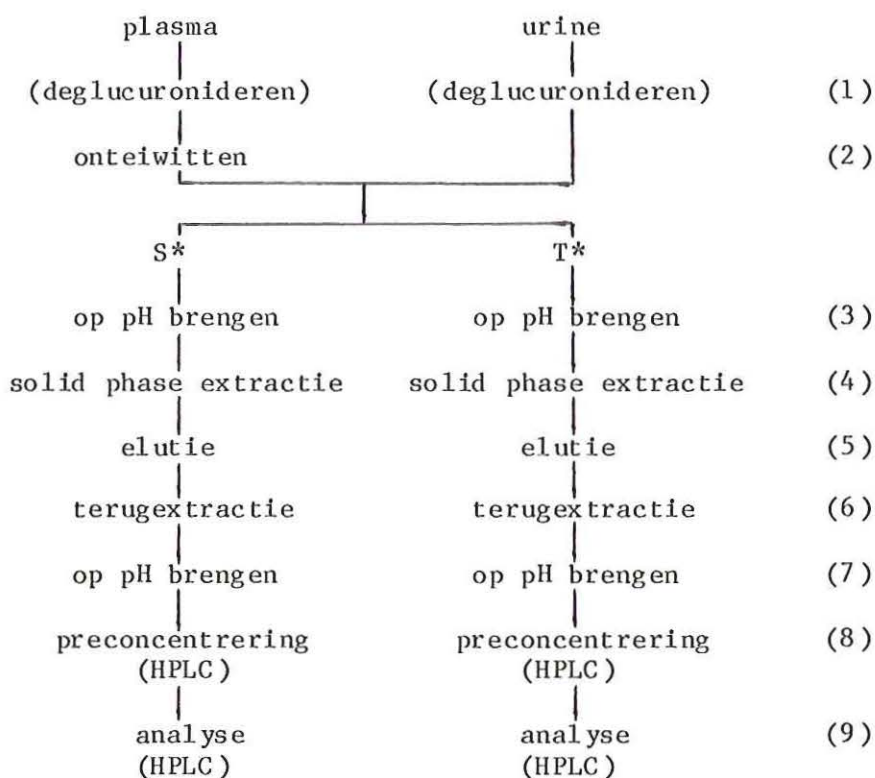 plasma urine
(deglucuronideren) (deglucuronideren) (1)
onteiwitten (2)
S* T*
op pH brengen op pH brengen (3)
solid phase extractie solid phase extractie (4)
elutie elutie (5)
terugextractie terugextractie (6)
op pH brengen op pH brengen (7)
preconcentrering preconcentrering (8)
(HPLC) (HPLC)
analyse analyse (9)
(HPLC) (HPLC)